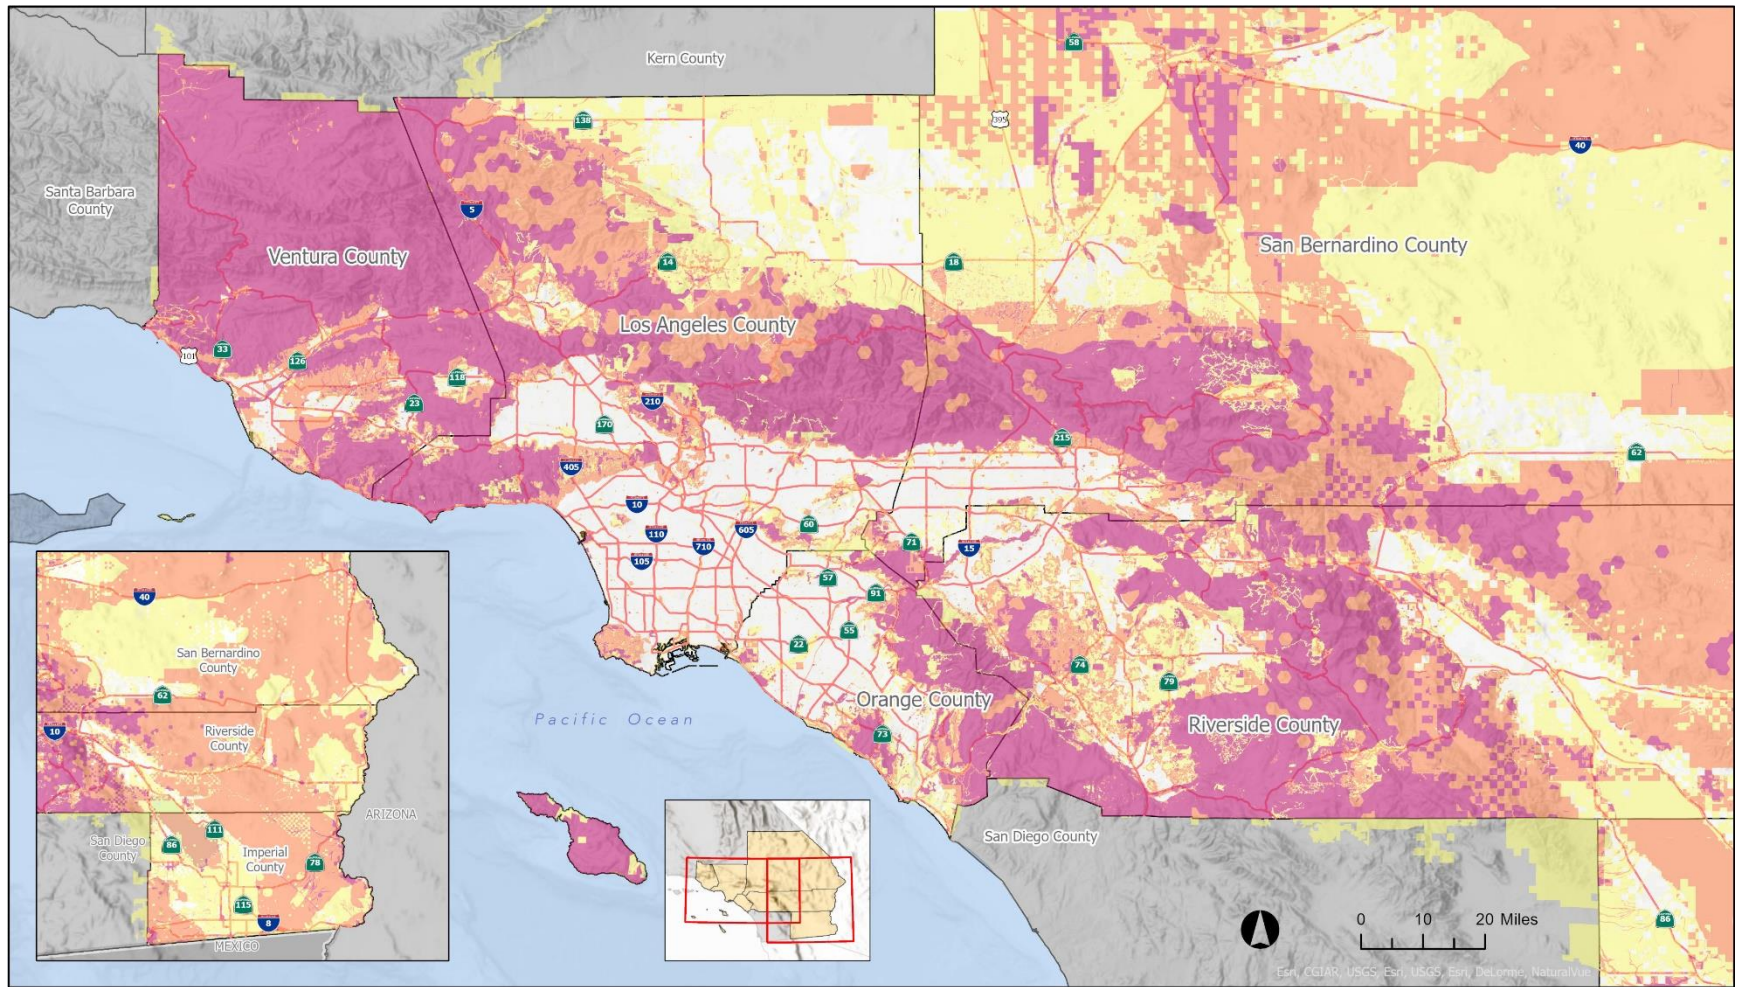 Kern County
58
138
395
40
Santa Barbara
County
5
Ventura County
San Bernardino County
14
18
Los Angeles County
33
101
126
118
23
210
170
215
405
62
10
60
605
110
71
15
710
105
57
91
22
55
74
79
Orange County
Riverside County
73
Pacific Ocean
San Diego County
86
0 10 20 Miles
Esri, CGIAR, USGS, Esri, USGS, Esri, DeLorme, NaturalVue
40
San Bernardino
County
62
Riverside
County
10
ARIZONA
San Diego
County
111
86
Imperial
County
78
115
8
MEXICO